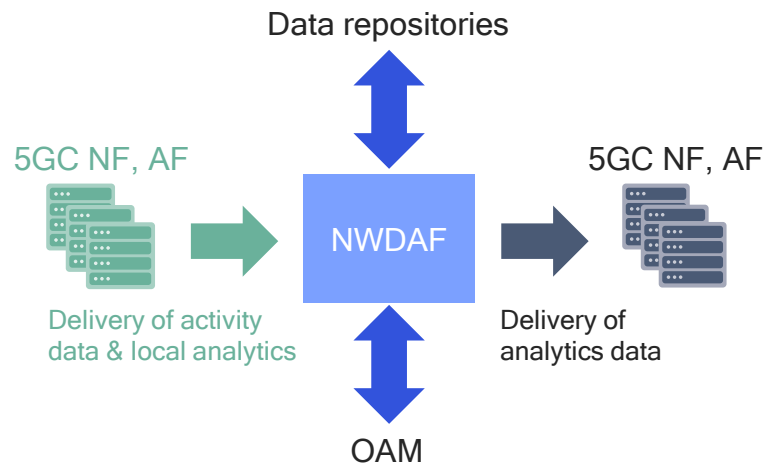 Data repositories
5GC NF, AF
5GC NF, AF
NWDAF
Delivery of activity
data & local analytics
Delivery of
analytics data
OAM